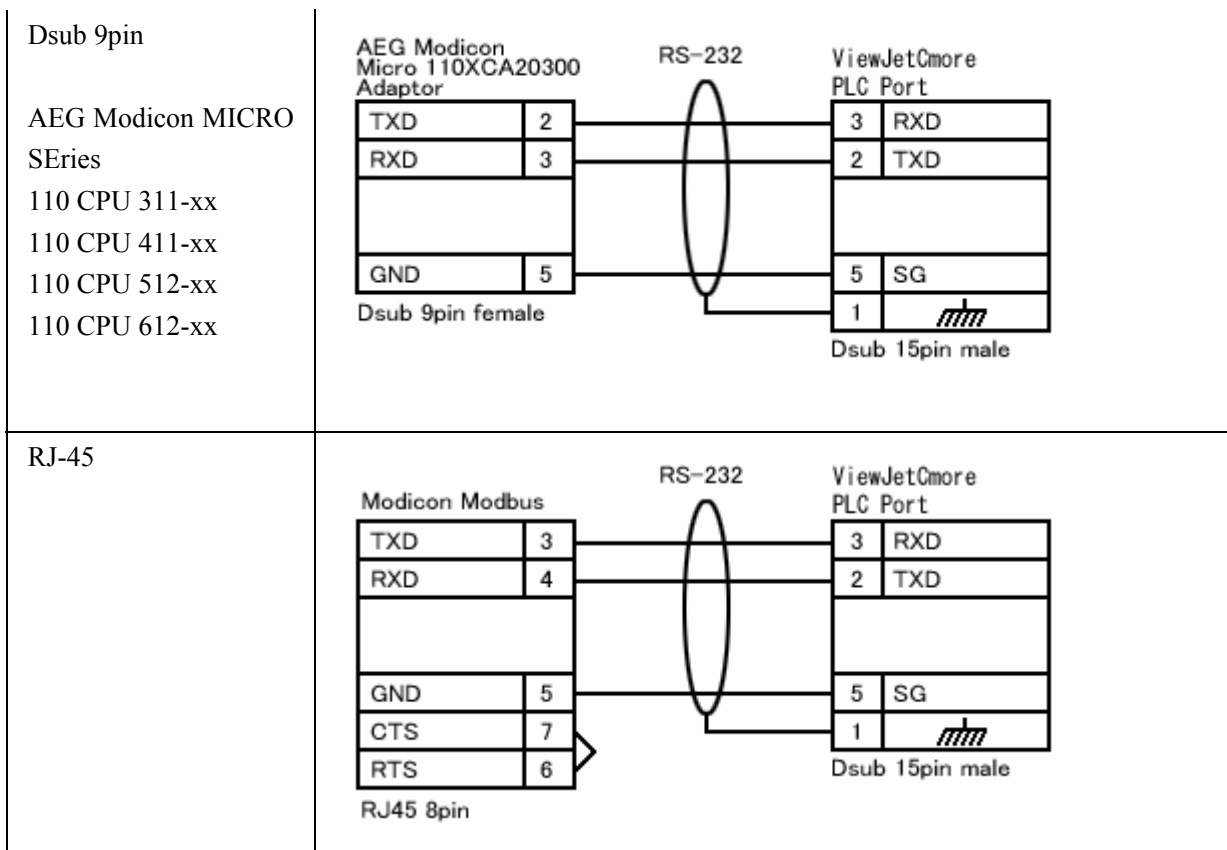 Dsub 9pin
AEG Modicon MICRO
SEries
110 CPU 311-xx
110 CPU 411-xx
110 CPU 512-xx
110 CPU 612-xx
AEG Modicon
Micro 110XCA20300
Adaptor
RS-232
ViewJetCmore
PLC Port
TXD 2 3 RXD
RXD 3 2 TXD
GND 5 5 SG
1
Dsub 9pin female
Dsub 15pin male
RJ-45
Modicon Modbus
RS-232
ViewJetCmore
PLC Port
TXD 3 3 RXD
RXD 4 2 TXD
GND 5 5 SG
CTS 7 1
RTS 6
RJ45 8pin
Dsub 15pin male